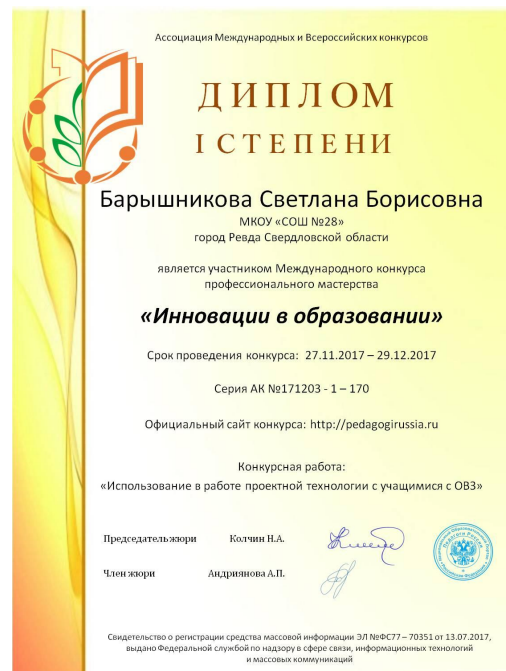 Ассоциация Международных и Всероссийских конкурсов
ДИПЛОМ
I СТЕПЕНИ
Барышникова Светлана Борисовна
МКОУ «СОШ №28»
город Ревда Свердловской области
является участником Международного конкурса
профессионального мастерства
«Инновации в образовании»
Срок проведения конкурса: 27.11.2017 – 29.12.2017
Серия АК №171203 - 1 – 170
Официальный сайт конкурса: http://pedagogirussia.ru
Конкурсная работа:
«Использование в работе проектной технологии с учащимися с ОВЗ»
Председатель жюри Колчин Н.А.
Член жюри Андриянова А.П.
Свидетельство о регистрации средства массовой информации ЭЛ №ФС77 – 70351 от 13.07.2017,
выдано Федеральной службой по надзору в сфере связи, информационных технологий
и массовых коммуникаций